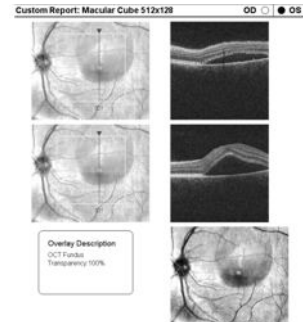 Custom Report: Macular Cube 512x128 OD OS
Overlay Description
OCT Fundus
Transparency 100%